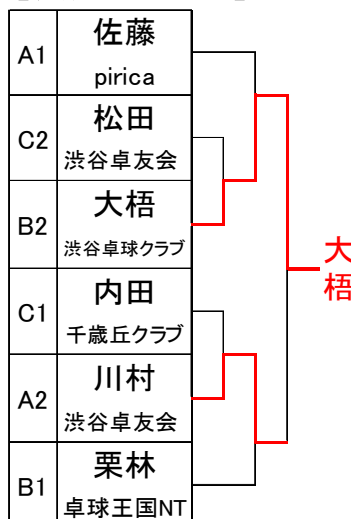 A1
佐藤
pirica
C2
松田
渋谷卓友会
B2
大梧
渋谷卓球クラブ
C1
内田
千歳丘クラブ
A2
川村
渋谷卓友会
B1
栗林
卓球王国NT
大
梧